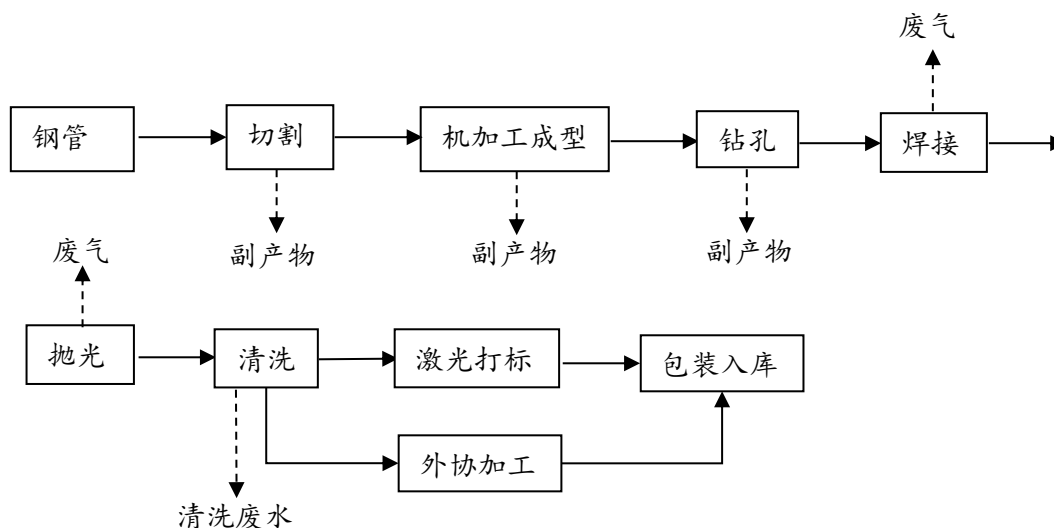 废气
钢管
切割
机加工成型
钻孔
焊接
副产物
副产物
副产物
废气
抛光
清洗
激光打标
包装入库
外协加工
清洗废水